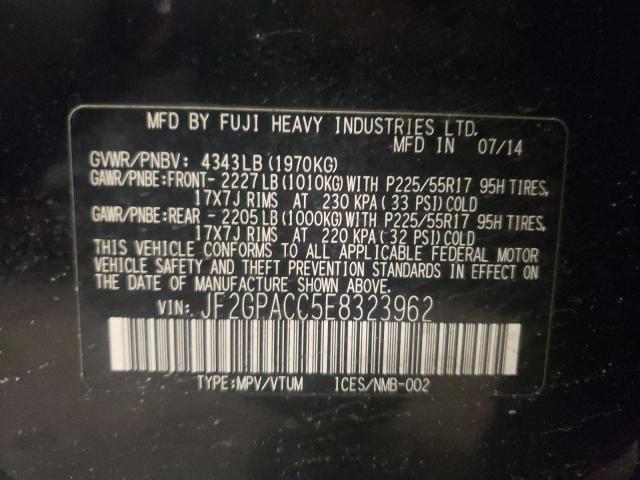 MFD BY FUJI HEAVY INDUSTRIES LTD.
MFD IN 07/14
GVWR/PNBV: 4343LB(1970KG)
GAWR/PNBE:FRONT- 2227LB(1010KG)WITH P225/55R17 95H TIRES,
17X7J RIMS AT 230 KPA(33 PSI)COLD
GAWR/PNBE:REAR - 2205LB(1000KG)WITH P225/55R17 95H TIRES,
17X7J RIMS AT 220 KPA(32 PSI)COLD
THIS VEHICLE CONFORMS TO ALL APPLICABLE FEDERAL MOTOR
VEHICLE SAFETY AND THEFT PREVENTION STANDARDS IN EFFECT ON
THE DATE OF MANUFACTURE SHOWN ABOVE.
VIN: JF2GPACC5E8323962
TYPE:MPV/VTUM ICES/NMB-002